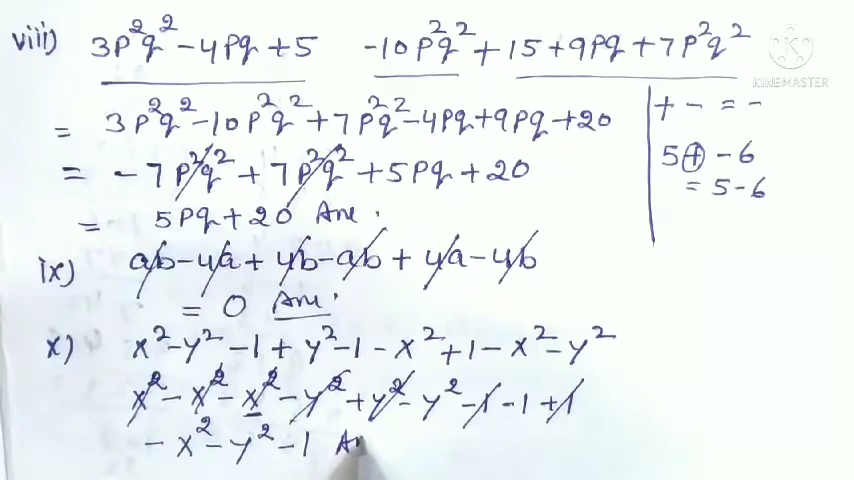 viii) 3p²q² - 4pq + 5   -10p²q² + 15 + 9pq + 7p²q²
KINEMASTER
= 3p²q² - 10p²q² + 7p²q² - 4pq + 9pq + 20
+ - = -
= -7p²q² + 7p²q² + 5pq + 20
5 + -6
= 5 - 6
= 5pq + 20 Ans.
ix) ab - 4a + 4b - ab + 4a - 4b
= 0 Ans.
x) x² - y² - 1 + y² - 1 - x² + 1 - x² - y²
x² - x² - x² - y² + y² - y² - 1 - 1 + 1
- x² - y² - 1 An